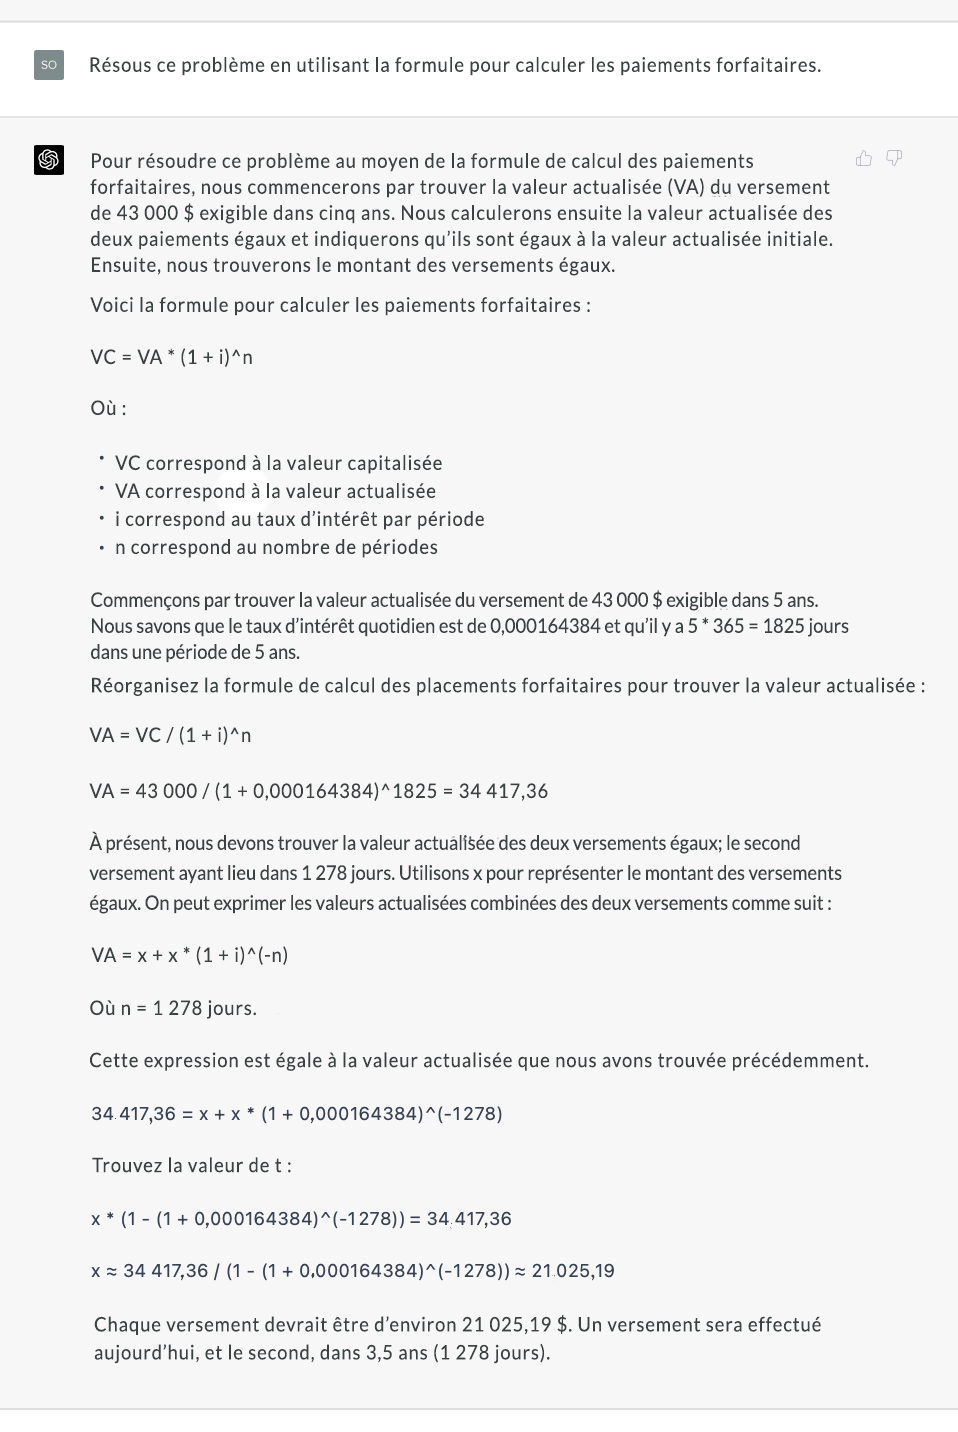 SO
Résous ce problème en utilisant la formule pour calculer les paiements forfaitaires.
Pour résoudre ce problème au moyen de la formule de calcul des paiements
forfaitaires, nous commencerons par trouver la valeur actualisée (VA) du versement
de 43 000 $ exigible dans cinq ans. Nous calculerons ensuite la valeur actualisée des
deux paiements égaux et indiquerons qu'ils sont égaux à la valeur actualisée initiale.
Ensuite, nous trouverons le montant des versements égaux.
Voici la formule pour calculer les paiements forfaitaires :
VC = VA * (1 + i)^n
Où :
• VC correspond à la valeur capitalisée
• VA correspond à la valeur actualisée
• i correspond au taux d'intérêt par période
• n correspond au nombre de périodes
Commençons par trouver la valeur actualisée du versement de 43 000 $ exigible dans 5 ans.
Nous savons que le taux d'intérêt quotidien est de 0,000164384 et qu'il y a 5 * 365 = 1825 jours
dans une période de 5 ans.
Réorganisez la formule de calcul des placements forfaitaires pour trouver la valeur actualisée :
VA = VC / (1 + i)^n
VA = 43 000 / (1 + 0,000164384)^1825 = 34 417,36
À présent, nous devons trouver la valeur actualisée des deux versements égaux; le second
versement ayant lieu dans 1 278 jours. Utilisons x pour représenter le montant des versements
égaux. On peut exprimer les valeurs actualisées combinées des deux versements comme suit :
VA = x + x * (1 + i)^(-n)
Où n = 1 278 jours.
Cette expression est égale à la valeur actualisée que nous avons trouvée précédemment.
34 417,36 = x + x * (1 + 0,000164384)^(-1278)
Trouvez la valeur de t :
x * (1 - (1 + 0,000164384)^(-1278)) = 34 417,36
x ≈ 34 417,36 / (1 - (1 + 0,000164384)^(-1278)) ≈ 21 025,19
Chaque versement devrait être d'environ 21 025,19 $. Un versement sera effectué
aujourd'hui, et le second, dans 3,5 ans (1 278 jours).